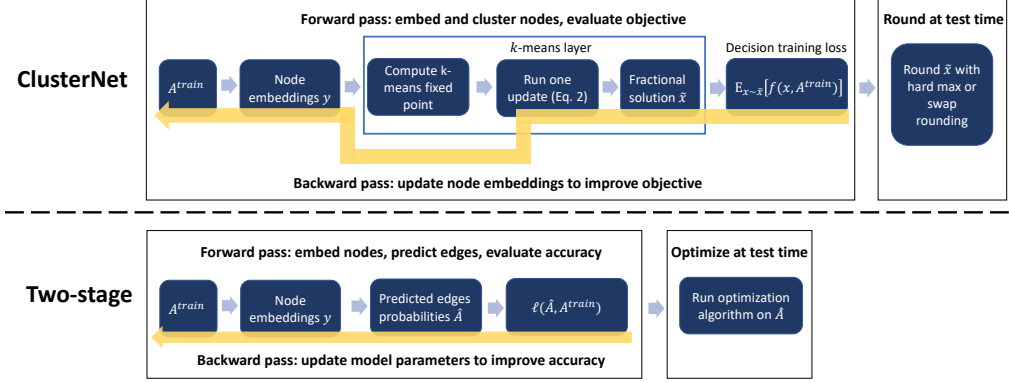 Forward pass: embed and cluster nodes, evaluate objective
Round at test time
ClusterNet
k-means layer
Decision training loss
A^train
Node
embeddings y
Compute k-
means fixed
point
Run one
update (Eq. 2)
Fractional
solution x̃
E_{x∼x̃}[f(x, A^train)]
Round x̃ with
hard max or
swap
rounding
Backward pass: update node embeddings to improve objective
Forward pass: embed nodes, predict edges, evaluate accuracy
Optimize at test time
Two-stage
A^train
Node
embeddings y
Predicted edges
probabilities Â
ℓ(Â, A^train)
Run optimization
algorithm on Â
Backward pass: update model parameters to improve accuracy